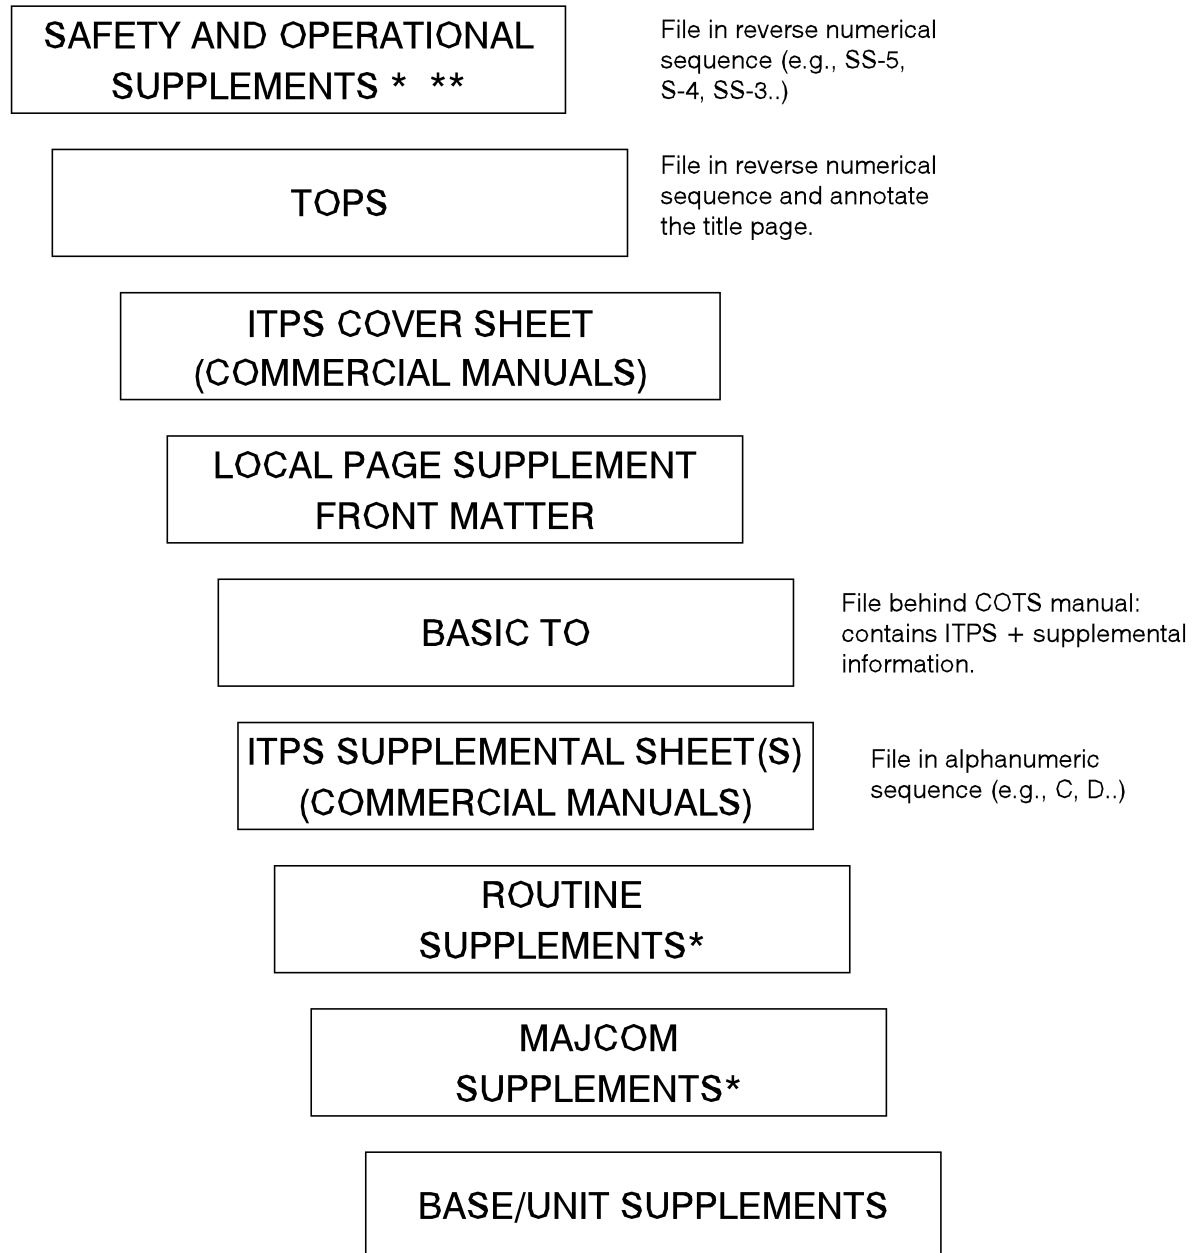 SAFETY AND OPERATIONAL
SUPPLEMENTS * **
File in reverse numerical
sequence (e.g., SS-5,
S-4, SS-3..)
TOPS
File in reverse numerical
sequence and annotate
the title page.
ITPS COVER SHEET
(COMMERCIAL MANUALS)
LOCAL PAGE SUPPLEMENT
FRONT MATTER
BASIC TO
File behind COTS manual:
contains ITPS + supplemental
information.
ITPS SUPPLEMENTAL SHEET(S)
(COMMERCIAL MANUALS)
File in alphanumeric
sequence (e.g., C, D..)
ROUTINE
SUPPLEMENTS*
MAJCOM
SUPPLEMENTS*
BASE/UNIT SUPPLEMENTS